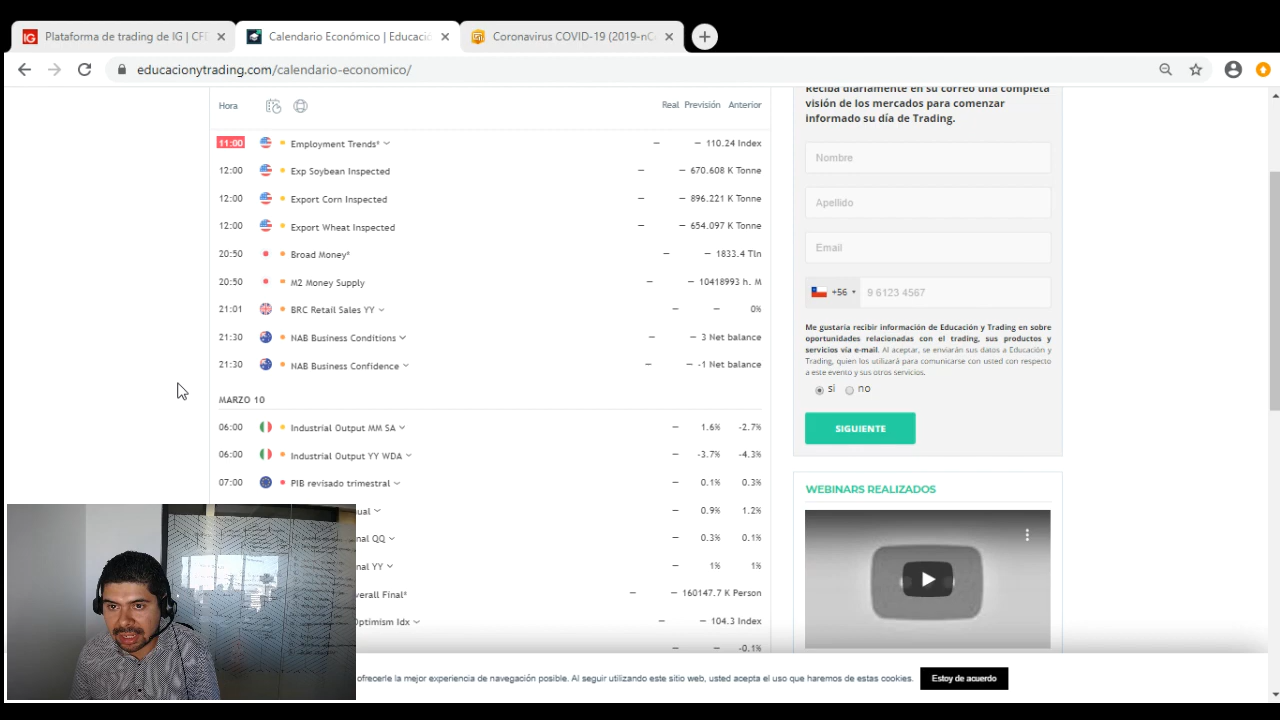 Plataforma de trading de IG | CFD
Calendario Económico | Educació
Coronavirus COVID-19 (2019-nCo
educacionytrading.com/calendario-economico/
Hora Real Previsión Anterior
11:00 Employment Trends* – – 110.24 Index
12:00 Exp Soybean Inspected – – 670.608 K Tonne
12:00 Export Corn Inspected – – 896.221 K Tonne
12:00 Export Wheat Inspected – – 654.097 K Tonne
20:50 Broad Money* – – 1833.4 Tln
20:50 M2 Money Supply – – 10418993 h. M
21:01 BRC Retail Sales YY – – 0%
21:30 NAB Business Conditions – – 3 Net balance
21:30 NAB Business Confidence – – -1 Net balance
MARZO 10
06:00 Industrial Output MM SA – 1.6% -2.7%
06:00 Industrial Output YY WDA – -3.7% -4.3%
07:00 PIB revisado trimestral – 0.1% 0.3%
ual – 0.9% 1.2%
nal QQ – 0.3% 0.1%
nal YY – 1% 1%
verall Final* – – 160147.7 K Person
Optimism Idx – – 104.3 Index
– – -0.1%
Reciba diariamente en su correo una completa
visión de los mercados para comenzar
informado su día de Trading.
Nombre
Apellido
Email
+56 9 6123 4567
Me gustaría recibir información de Educación y Trading en sobre
oportunidades relacionadas con el trading, sus productos y
servicios vía e-mail. Al aceptar, se enviarán sus datos a Educación y
Trading, quien los utilizará para comunicarse con usted con respecto
a este evento y sus otros servicios.
si no
SIGUIENTE
WEBINARS REALIZADOS
ofrecerle la mejor experiencia de navegación posible. Al seguir utilizando este sitio web, usted acepta el uso que haremos de estas cookies. Estoy de acuerdo